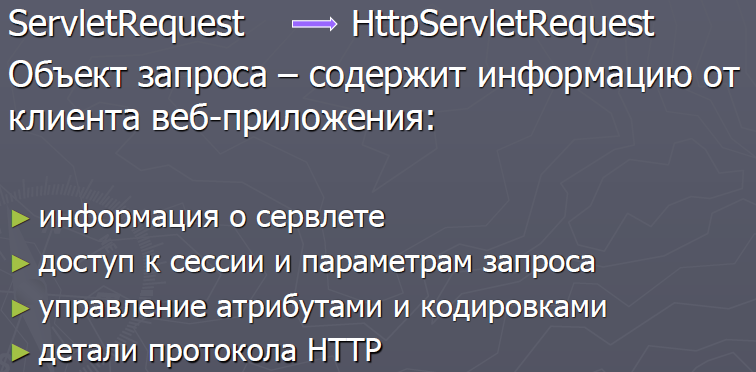 ServletRequest HttpServletRequest
Объект запроса – содержит информацию от
клиента веб-приложения:
информация о сервлете
доступ к сессии и параметрам запроса
управление атрибутами и кодировками
детали протокола HTTP